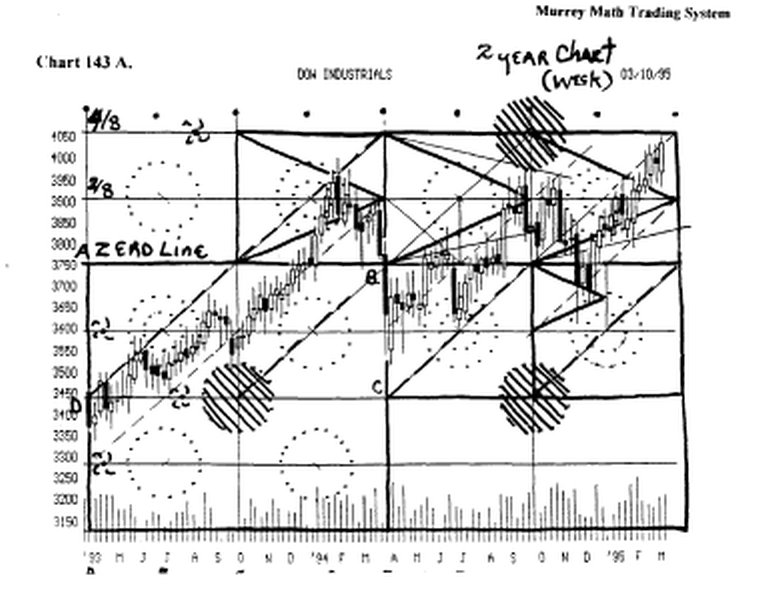 Murrey Math Trading System
Chart 143 A.
2 YEAR CHART
(WEEK)
DOW INDUSTRIALS 03/10/95
4/8
4050
4000
3950
2/8
3900
3850
3800
A ZERO LINE
3750
B
3700
3650
3600
3550
3500
3450
C
D
3400
3350
3300
3250
3200
3150
'93 M J J A S O N D '94 F M A M J J A S O N D '95 F M